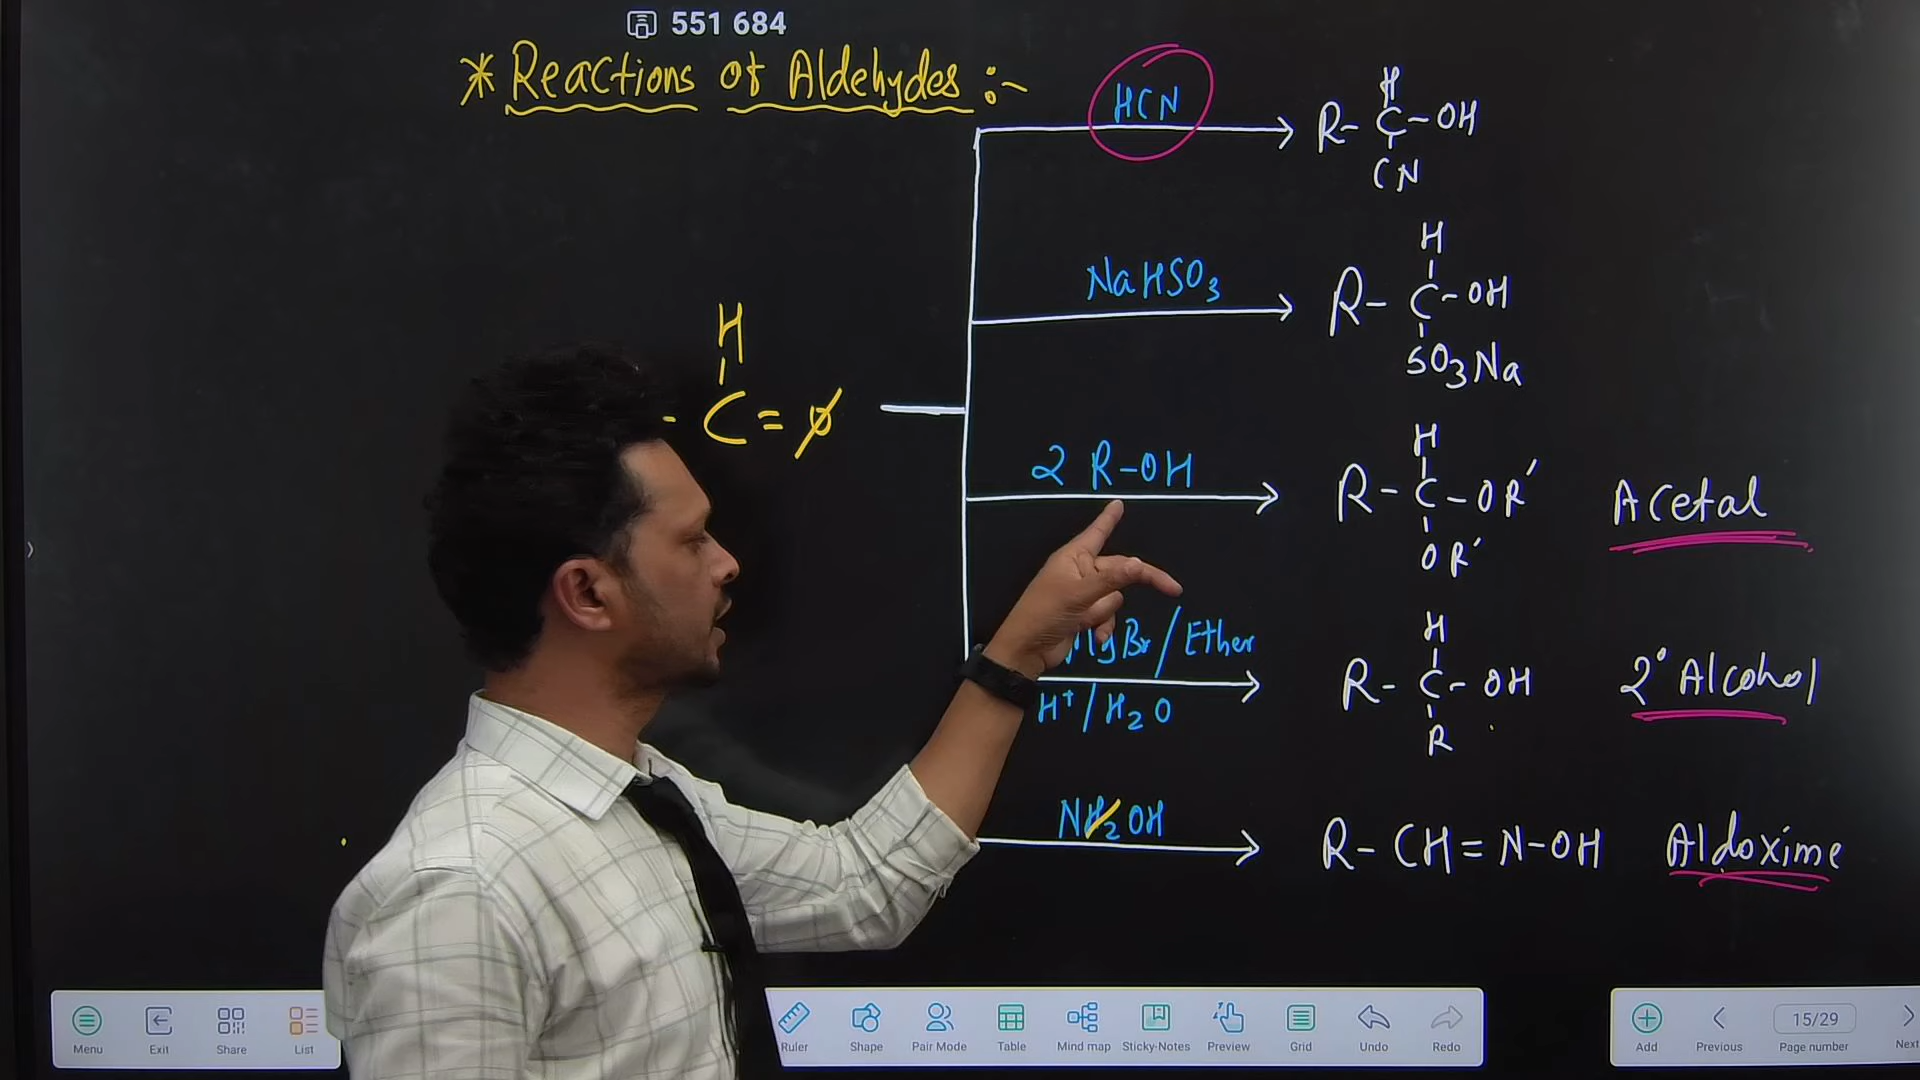 551 684
* Reactions of Aldehydes :-
HCN
H
R- C-OH
CN
NaHSO3
H
R- C-OH
SO3Na
H
- C = O
2 R-OH
H
R - C - OR'
OR'
Acetal
MgBr/Ether
H+/H2O
H
R- C- OH
R
2° Alcohol
NH2OH
R- CH = N-OH
Aldoxime
Menu Exit Share List Ruler Shape Pair Mode Table Mind map Sticky-Notes Preview Grid Undo Redo Add Previous 15/29 Page number Next